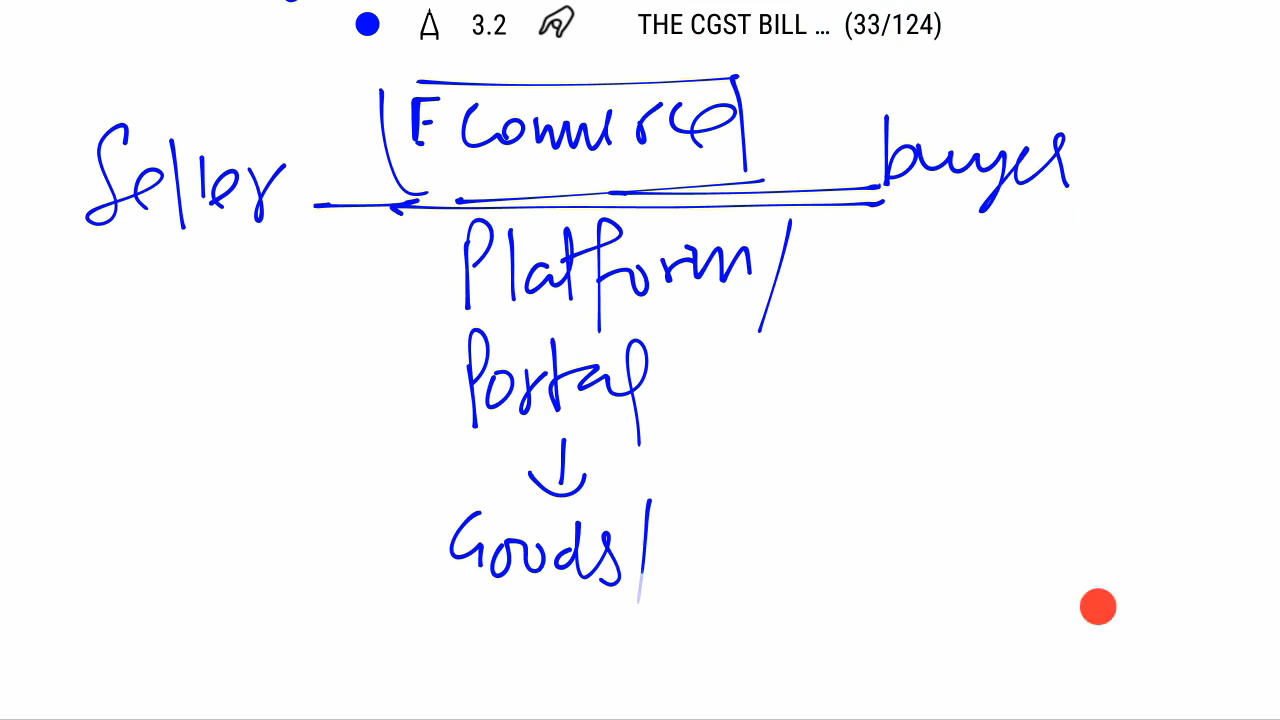 3.2 THE CGST BILL ... (33/124)
E Commerce
Seller buyer
Platform/
Portal
Goods/